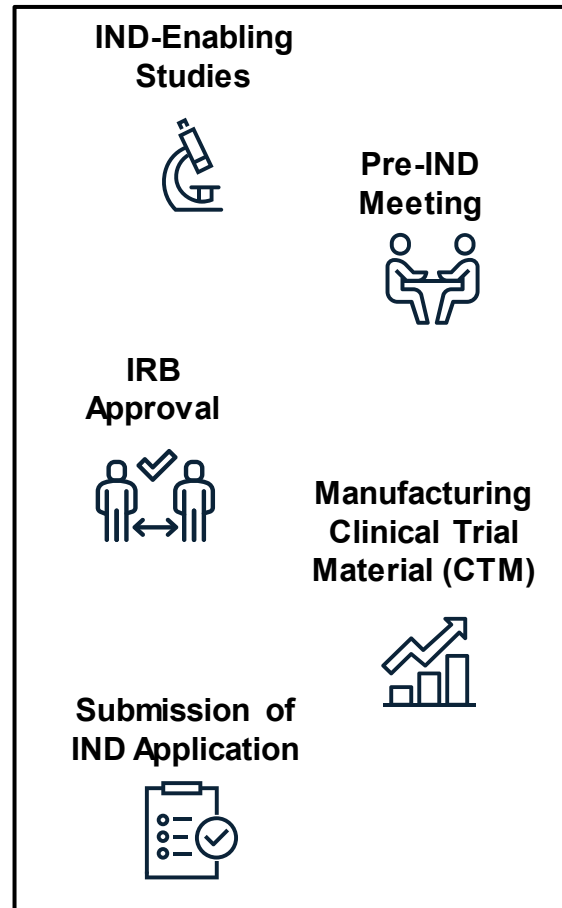 IND-Enabling
Studies
Pre-IND
Meeting
IRB
Approval
Manufacturing
Clinical Trial
Material (CTM)
Submission of
IND Application